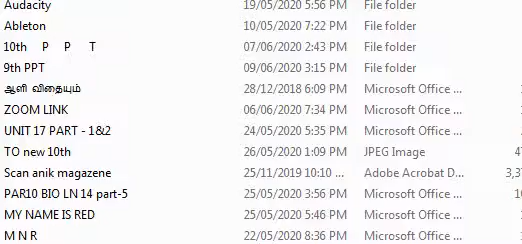 Audacity 19/05/2020 5:56 PM File folder
Ableton 10/05/2020 7:22 PM File folder
10th P P T 07/06/2020 2:43 PM File folder
9th PPT 09/06/2020 3:15 PM File folder
ஆளி விதையும் 28/12/2018 6:09 PM Microsoft Office ...
ZOOM LINK 06/06/2020 7:34 PM Microsoft Office ...
UNIT 17 PART - 1&2 24/05/2020 5:35 PM Microsoft Office ...
TO new 10th 26/05/2020 1:09 PM JPEG Image
Scan anik magazene 25/11/2019 10:10 ... Adobe Acrobat D...
PAR10 BIO LN 14 part-5 25/05/2020 3:56 PM Microsoft Office ...
MY NAME IS RED 25/05/2020 5:46 PM Microsoft Office ...
M N R 22/05/2020 8:36 PM Microsoft Office ...